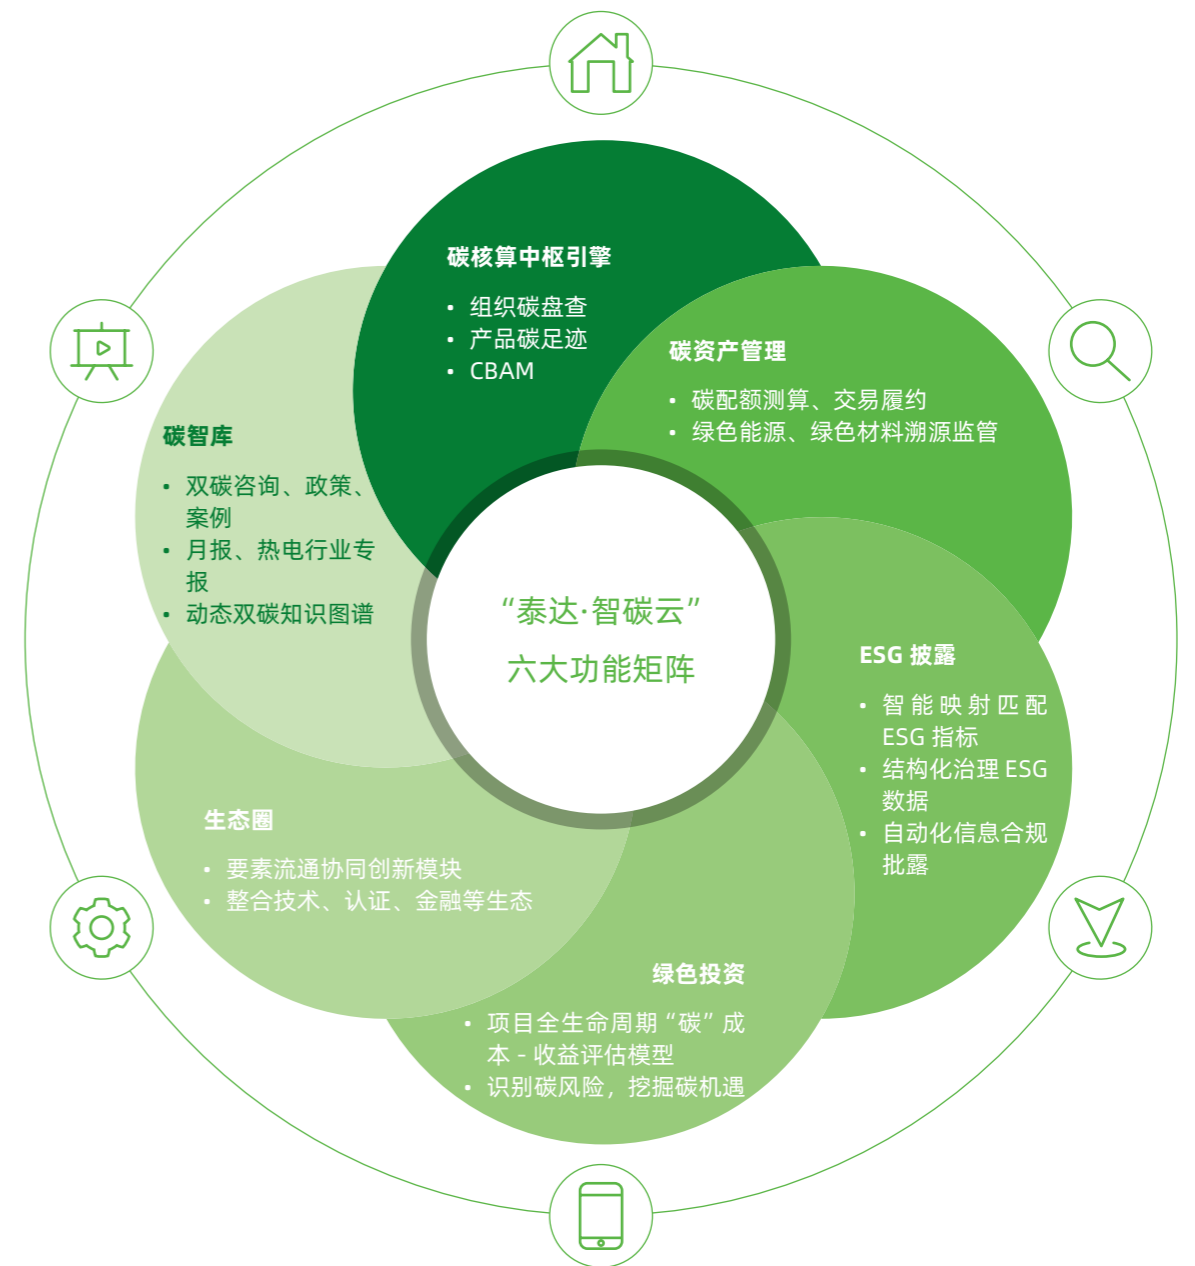 碳核算中枢引擎
• 组织碳盘查
• 产品碳足迹
• CBAM
碳资产管理
• 碳配额测算、交易履约
• 绿色能源、绿色材料溯源监管
ESG 披露
• 智能映射匹配
ESG 指标
• 结构化治理 ESG
数据
• 自动化信息合规
批露
绿色投资
• 项目全生命周期 “碳” 成
本 - 收益评估模型
• 识别碳风险，挖掘碳机遇
生态圈
• 要素流通协同创新模块
• 整合技术、认证、金融等生态
碳智库
• 双碳咨询、政策、
案例
• 月报、热电行业专
报
• 动态双碳知识图谱
“泰达·智碳云”
六大功能矩阵